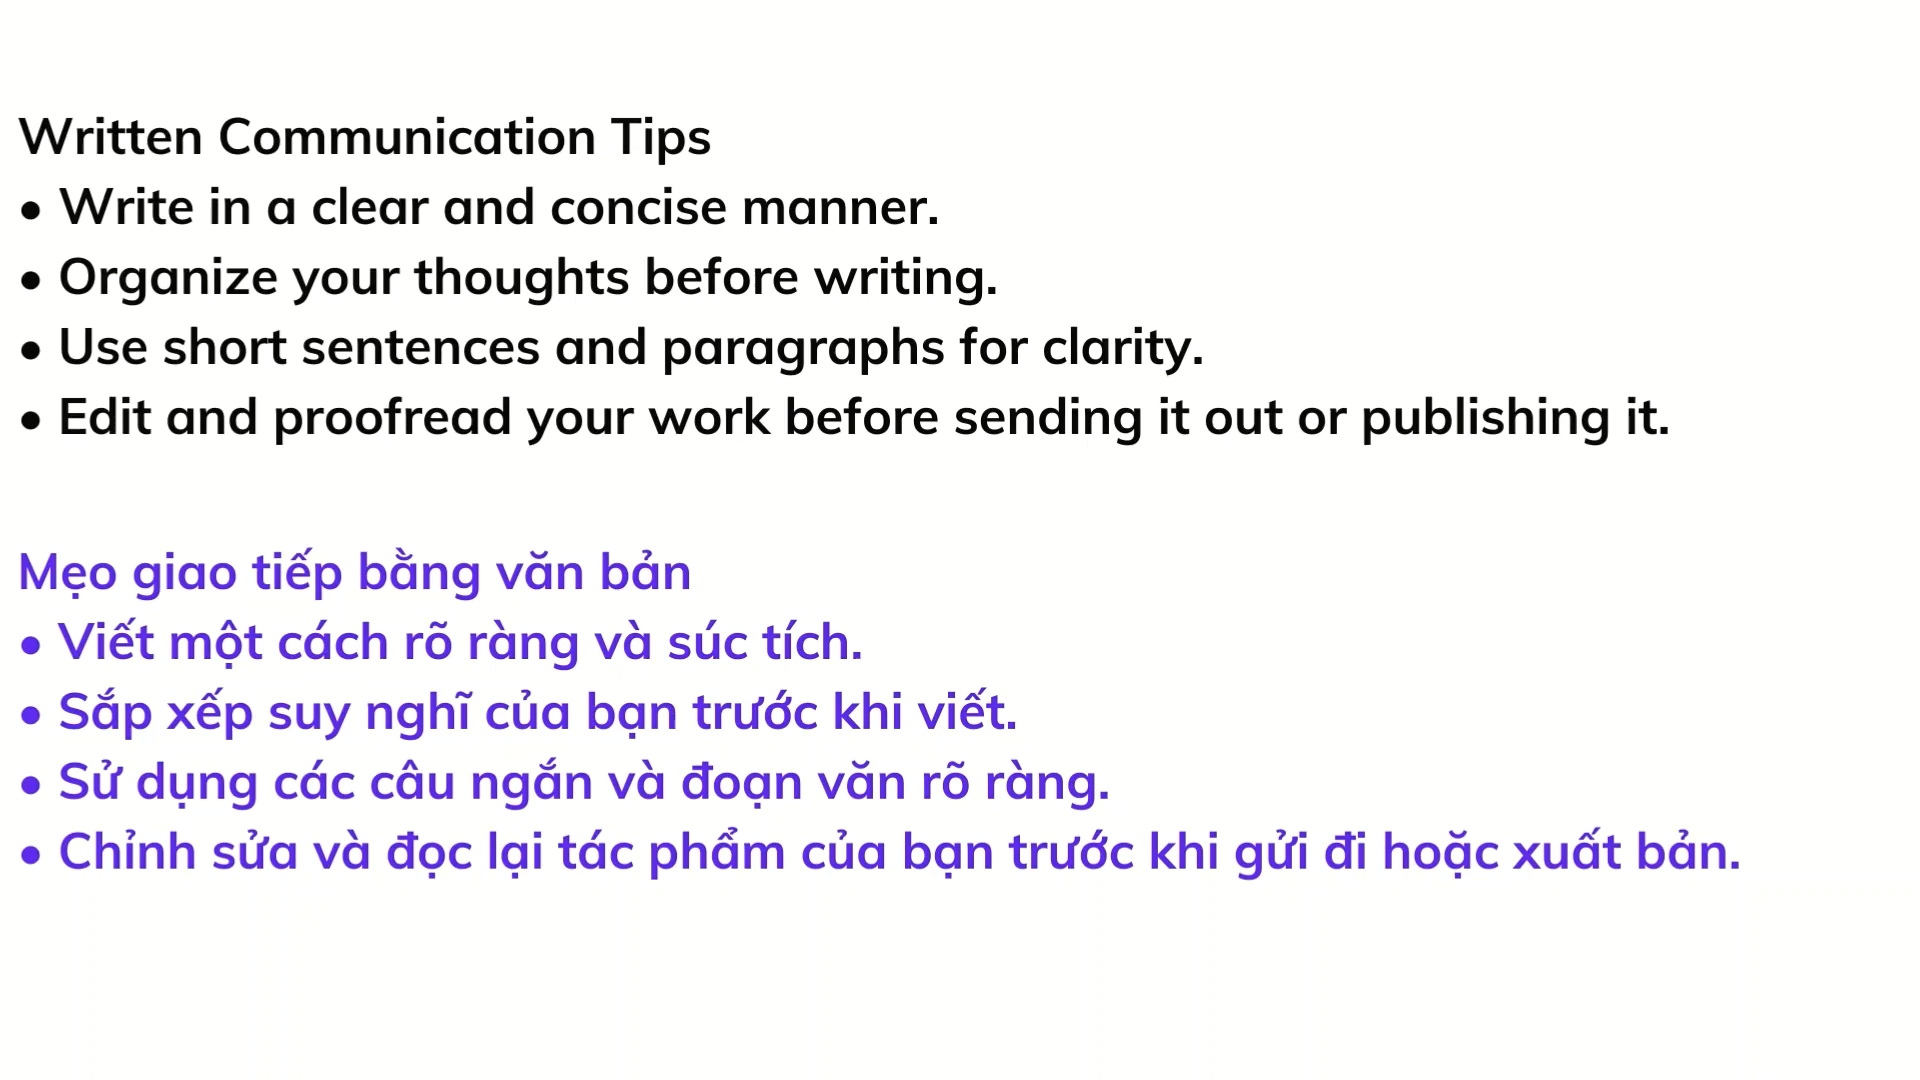 Written Communication Tips
• Write in a clear and concise manner.
• Organize your thoughts before writing.
• Use short sentences and paragraphs for clarity.
• Edit and proofread your work before sending it out or publishing it.
Mẹo giao tiếp bằng văn bản
• Viết một cách rõ ràng và súc tích.
• Sắp xếp suy nghĩ của bạn trước khi viết.
• Sử dụng các câu ngắn và đoạn văn rõ ràng.
• Chỉnh sửa và đọc lại tác phẩm của bạn trước khi gửi đi hoặc xuất bản.